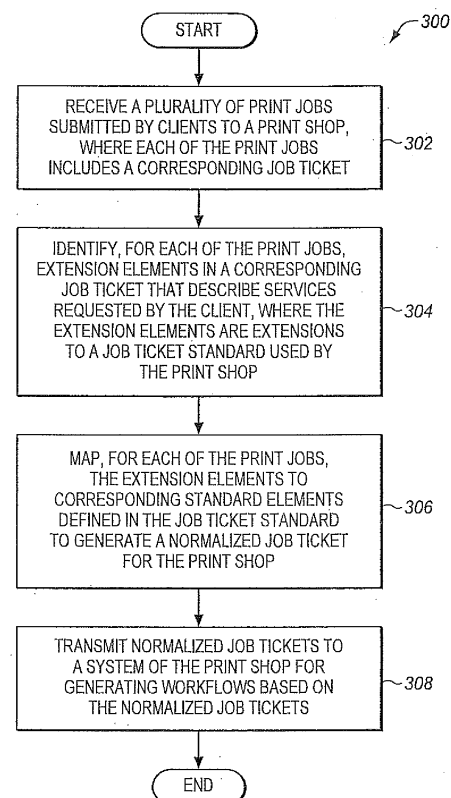 START
300
RECEIVE A PLURALITY OF PRINT JOBS
SUBMITTED BY CLIENTS TO A PRINT SHOP,
WHERE EACH OF THE PRINT JOBS
INCLUDES A CORRESPONDING JOB TICKET
302
IDENTIFY, FOR EACH OF THE PRINT JOBS,
EXTENSION ELEMENTS IN A CORRESPONDING
JOB TICKET THAT DESCRIBE SERVICES
REQUESTED BY THE CLIENT, WHERE THE
EXTENSION ELEMENTS ARE EXTENSIONS
TO A JOB TICKET STANDARD USED BY
THE PRINT SHOP
304
MAP, FOR EACH OF THE PRINT JOBS,
THE EXTENSION ELEMENTS TO
CORRESPONDING STANDARD ELEMENTS
DEFINED IN THE JOB TICKET STANDARD
TO GENERATE A NORMALIZED JOB TICKET
FOR THE PRINT SHOP
306
TRANSMIT NORMALIZED JOB TICKETS TO
A SYSTEM OF THE PRINT SHOP FOR
GENERATING WORKFLOWS BASED ON
THE NORMALIZED JOB TICKETS
308
END